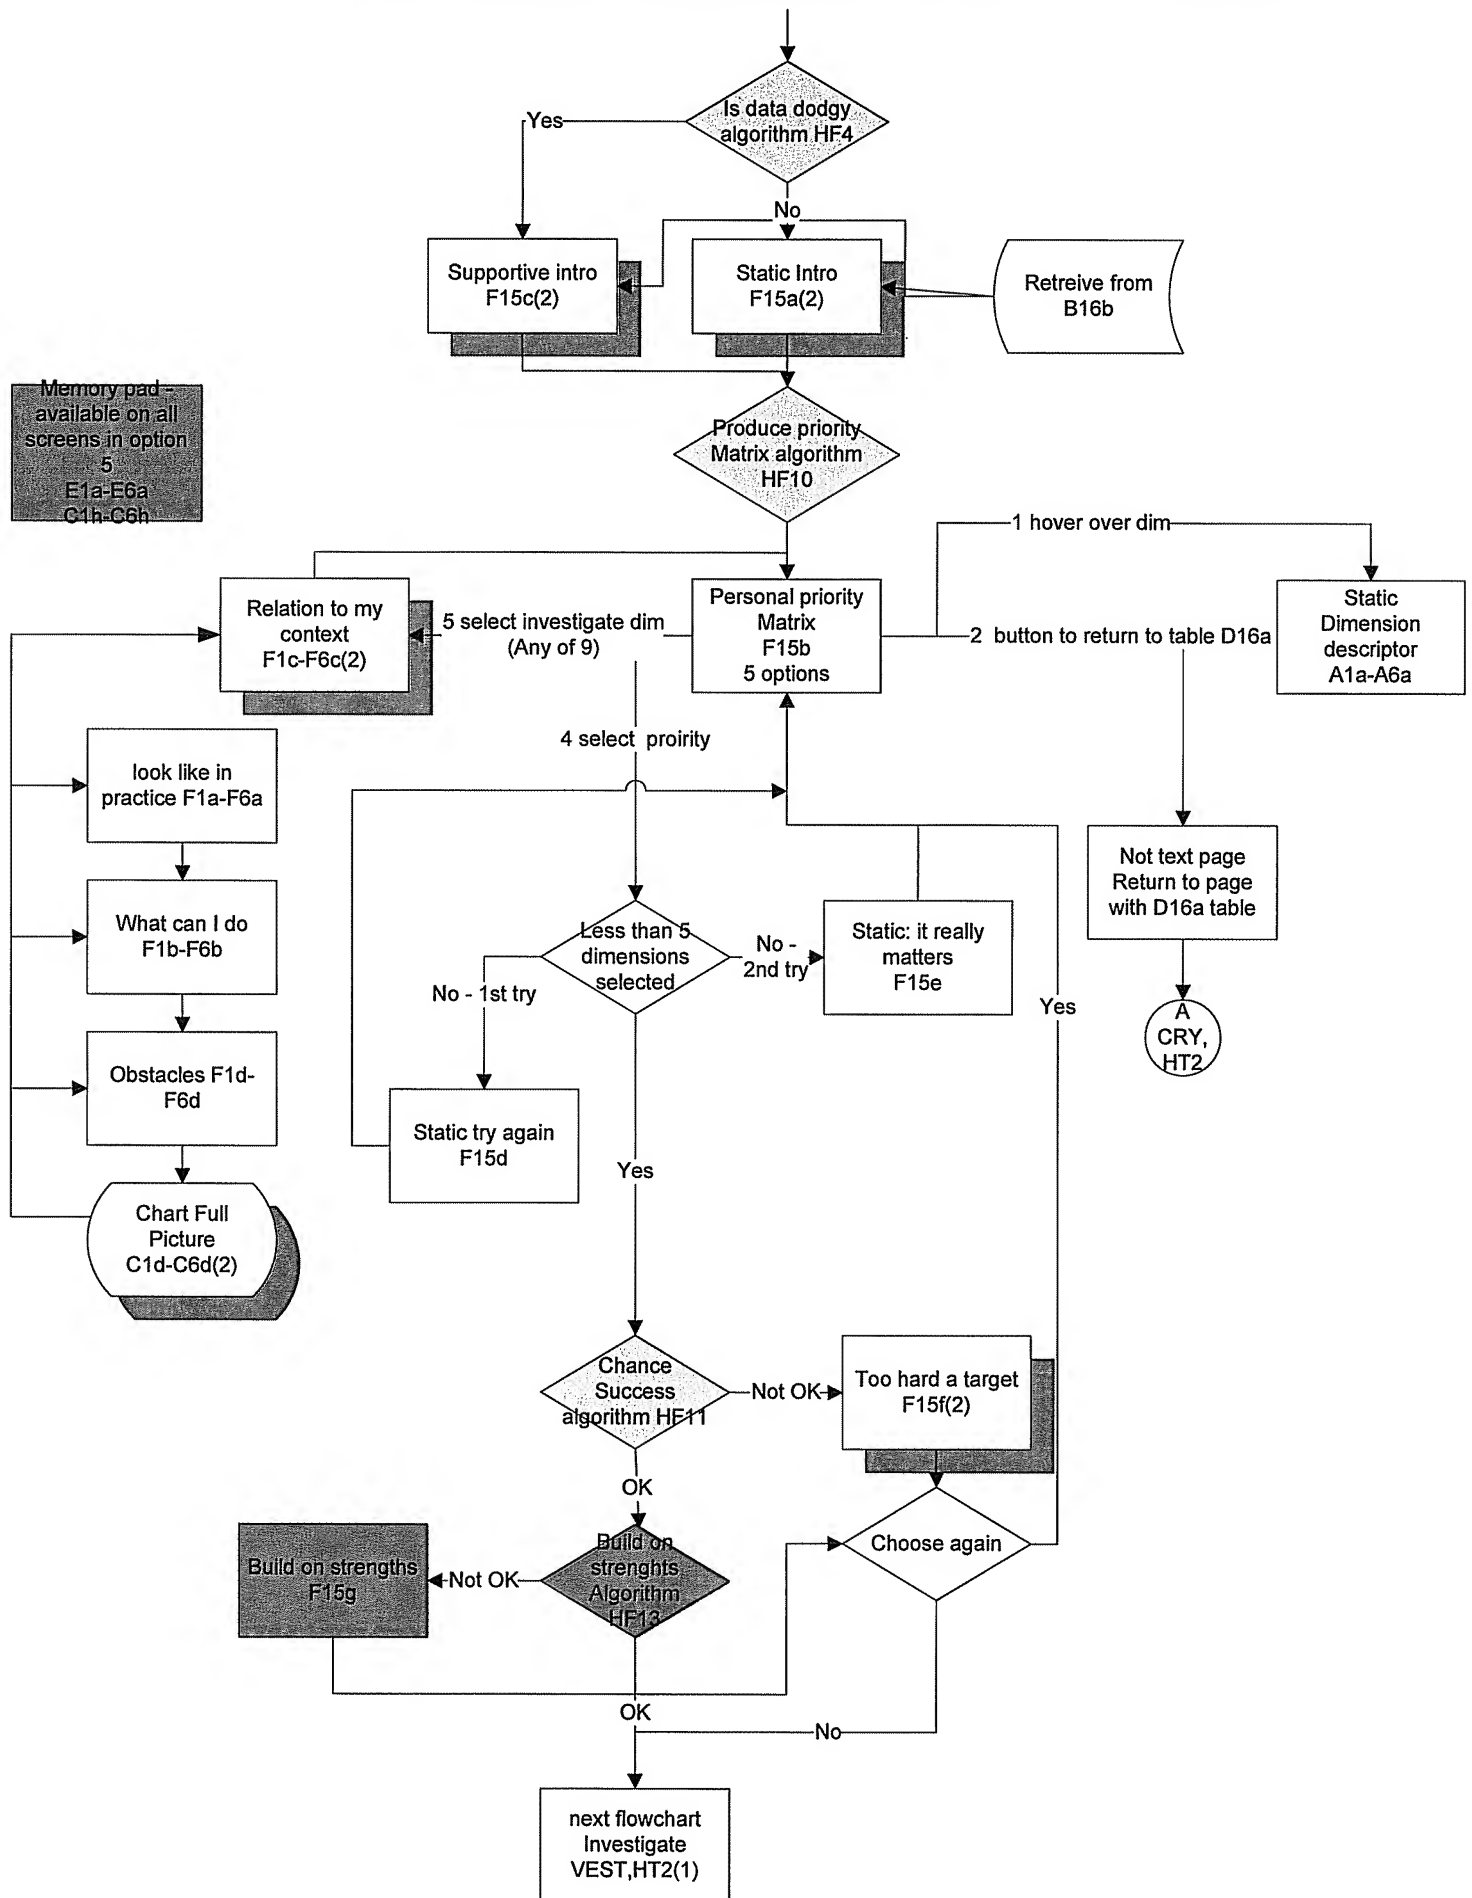 Is data dodgy
algorithm HF4
Yes
No
Supportive intro
F15c(2)
Static Intro
F15a(2)
Retreive from
B16b
Memory pad -
available on all
screens in option
5
E1a-E6a
C1h-C6h
Produce priority
Matrix algorithm
HF10
1 hover over dim
Relation to my
context
F1c-F6c(2)
5 select investigate dim
(Any of 9)
Personal priority
Matrix
F15b
5 options
2 button to return to table D16a
Static
Dimension
descriptor
A1a-A6a
4 select proirity
look like in
practice F1a-F6a
What can I do
F1b-F6b
Obstacles F1d-
F6d
Chart Full
Picture
C1d-C6d(2)
Less than 5
dimensions
selected
No - 1st try
No -
2nd try
Static: it really
matters
F15e
Not text page
Return to page
with D16a table
A
CRY,
HT2
Yes
Static try again
F15d
Yes
Chance
Success
algorithm HF11
Not OK
Too hard a target
F15f(2)
OK
Build on strengths
F15g
Not OK
Build on
strenghts
Algorithm
HF13
Choose again
OK
No
next flowchart
Investigate
VEST,HT2(1)